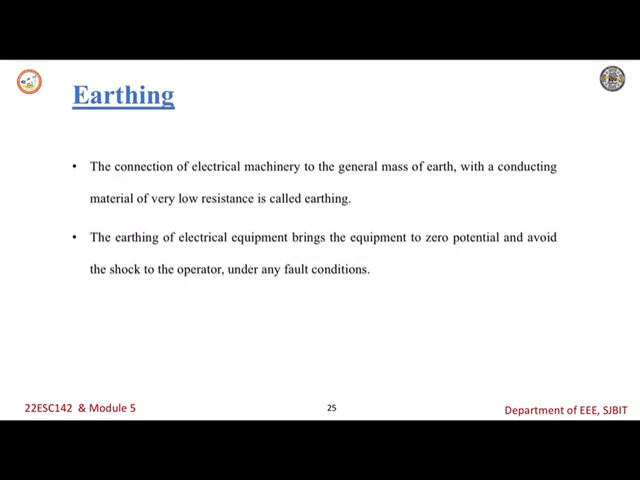 Earthing
• The connection of electrical machinery to the general mass of earth, with a conducting
material of very low resistance is called earthing.
• The earthing of electrical equipment brings the equipment to zero potential and avoid
the shock to the operator, under any fault conditions.
22ESC142 & Module 5
25
Department of EEE, SJBIT